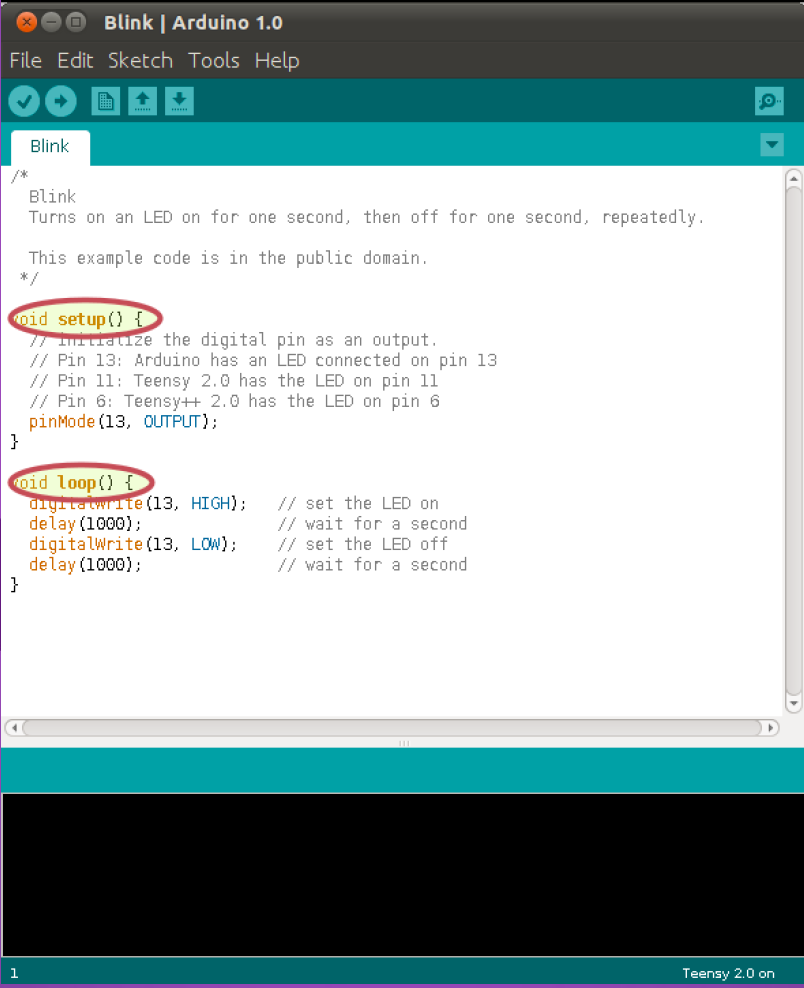 Blink | Arduino 1.0
File Edit Sketch Tools Help
Blink
/*
  Blink
  Turns on an LED on for one second, then off for one second, repeatedly.

  This example code is in the public domain.
 */

void setup() {
  // initialize the digital pin as an output.
  // Pin 13: Arduino has an LED connected on pin 13
  // Pin 11: Teensy 2.0 has the LED on pin 11
  // Pin 6: Teensy++ 2.0 has the LED on pin 6
  pinMode(13, OUTPUT);
}

void loop() {
  digitalWrite(13, HIGH);   // set the LED on
  delay(1000);              // wait for a second
  digitalWrite(13, LOW);    // set the LED off
  delay(1000);              // wait for a second
}
1
Teensy 2.0 on